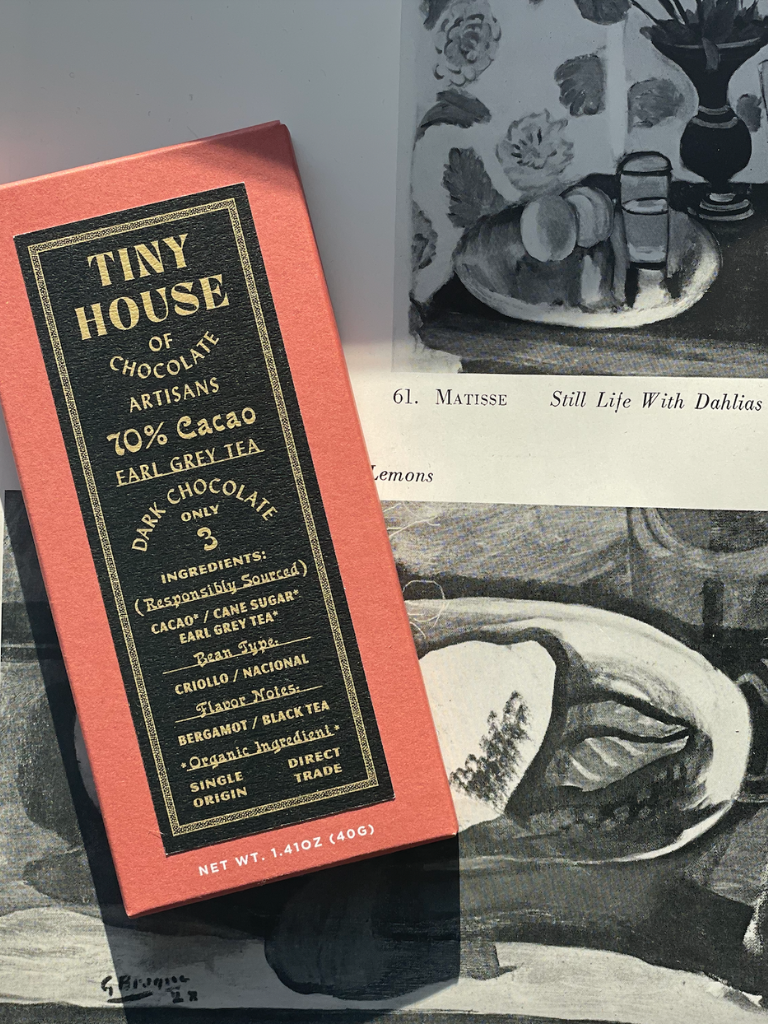 TINY
HOUSE
OF
CHOCOLATE
ARTISANS
70% Cacao
EARL GREY TEA
DARK CHOCOLATE
ONLY
3
INGREDIENTS:
(Responsibly Sourced)
CACAO* / CANE SUGAR*
EARL GREY TEA*
Bean Type:
CRIOLLO / NACIONAL
Flavor Notes:
BERGAMOT / BLACK TEA
*Organic Ingredient*
SINGLE ORIGIN
DIRECT TRADE
NET WT. 1.41OZ (40G)
61. MATISSE Still Life With Dahlias
Lemons
G Braque